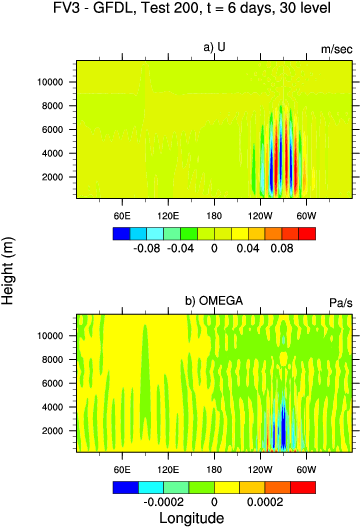 FV3 - GFDL, Test 200, t = 6 days, 30 level
a) U
m/sec
10000
8000
6000
4000
2000
60E 120E 180 120W 60W
-0.08 -0.04 0 0.04 0.08
Height (m)
b) OMEGA
Pa/s
10000
8000
6000
4000
2000
60E 120E 180 120W 60W
-0.0002 0 0.0002
Longitude